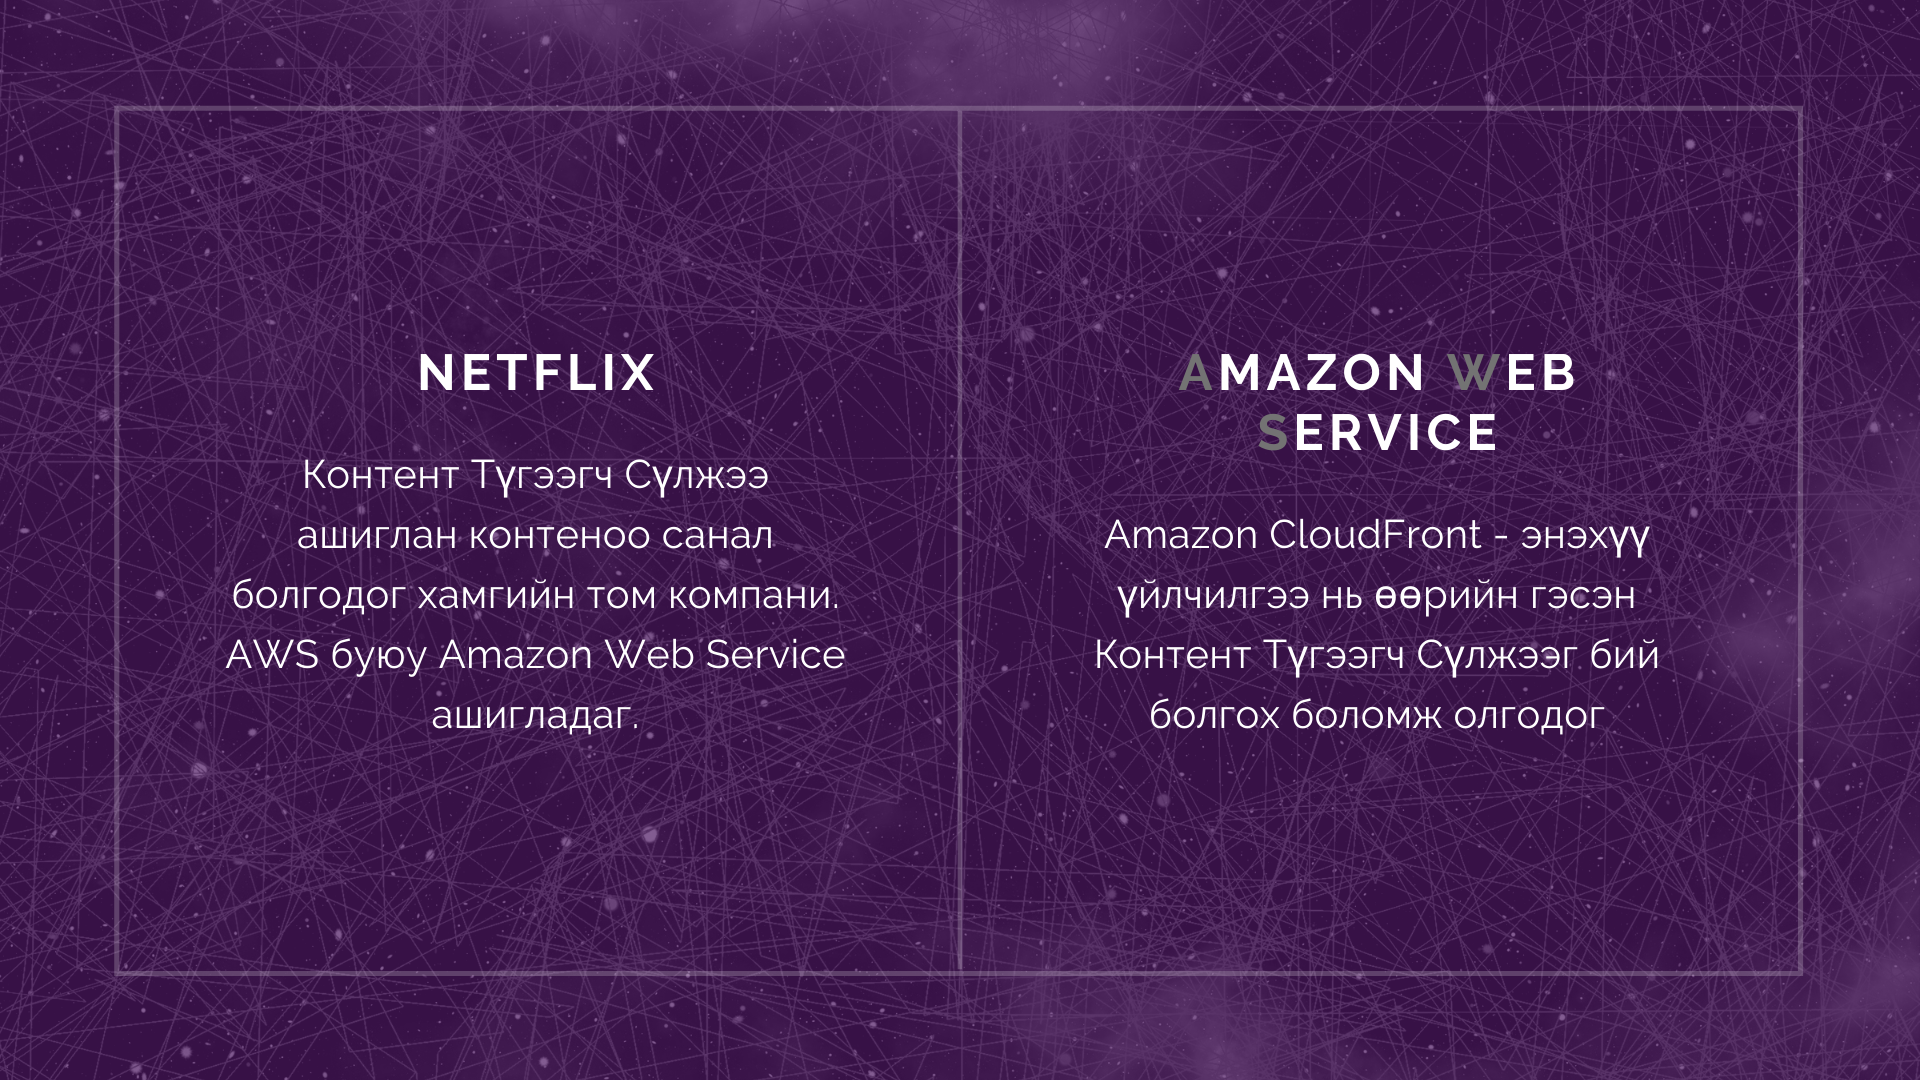 NETFLIX
Контент Түгээгч Сүлжээ
ашиглан контеноо санал
болгодог хамгийн том компани.
AWS буюу Amazon Web Service
ашигладаг.
AMAZON WEB
SERVICE
Amazon CloudFront - энэхүү
үйлчилгээ нь өөрийн гэсэн
Контент Түгээгч Сүлжээг бий
болгох боломж олгодог